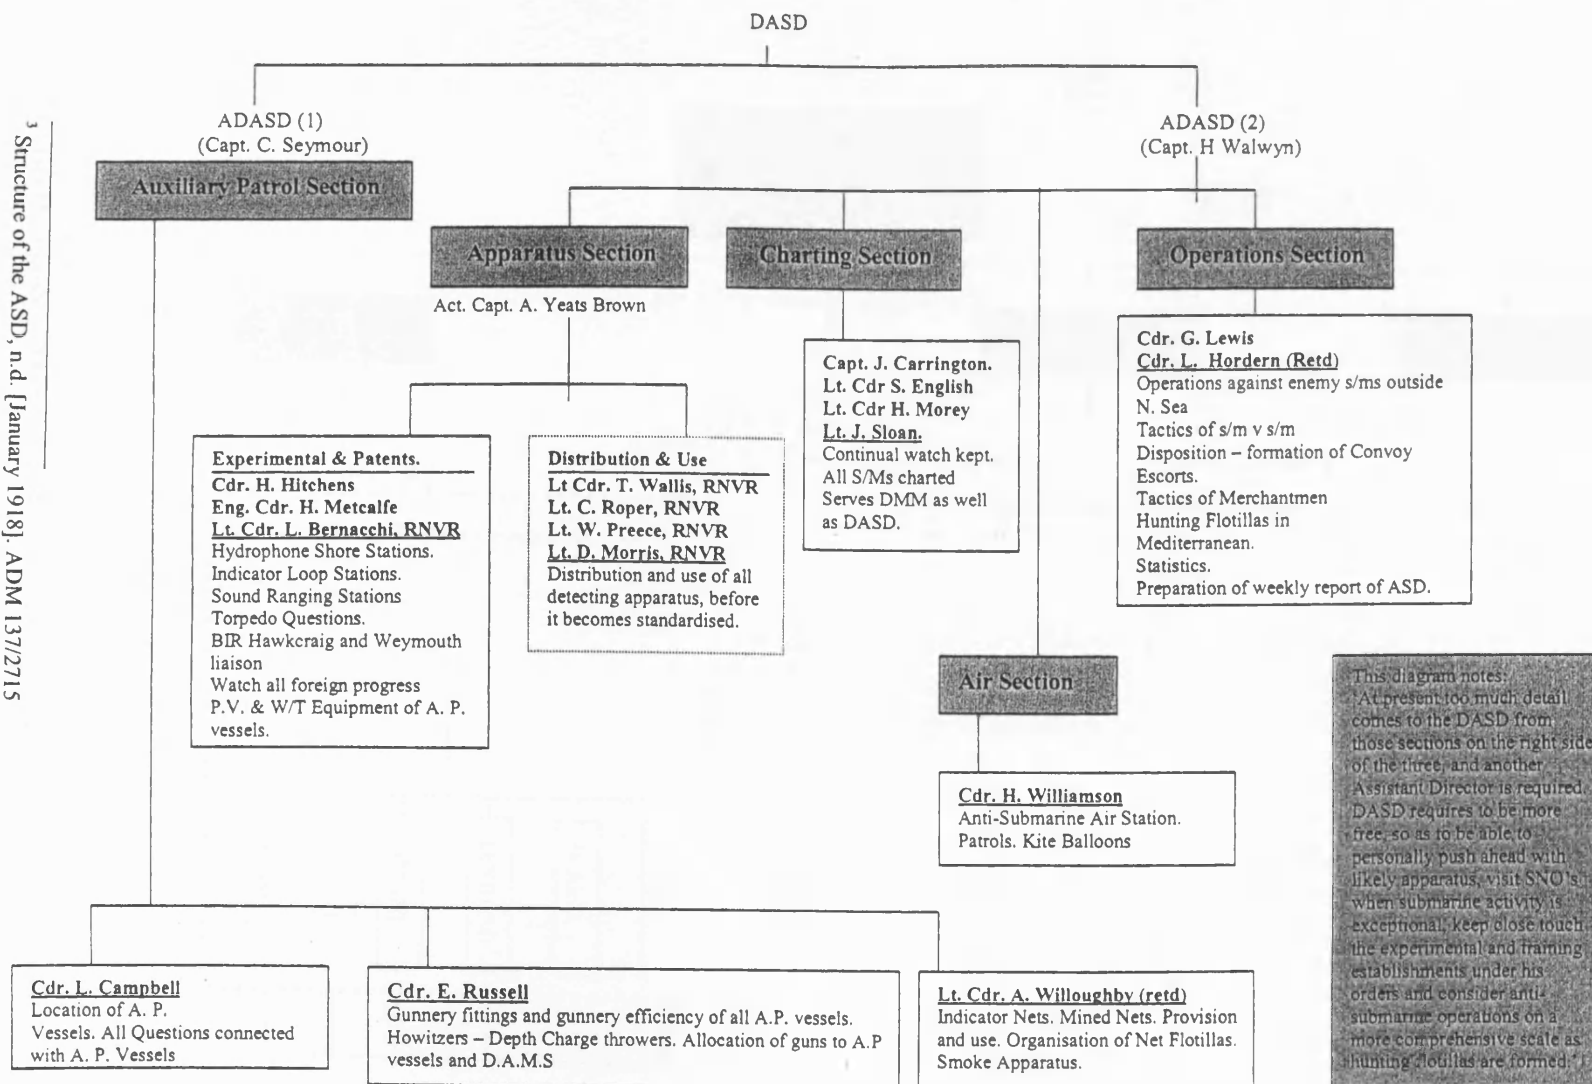 DASD
ADASD (1)
(Capt. C. Seymour)
Auxiliary Patrol Section
ADASD (2)
(Capt. H Walwyn)
Apparatus Section
Act. Capt. A. Yeats Brown
Charting Section
Operations Section
Experimental & Patents.
Cdr. H. Hitchens
Eng. Cdr. H. Metcalfe
Lt. Cdr. L. Bernacchi, RNVR
Hydrophone Shore Stations.
Indicator Loop Stations.
Sound Ranging Stations
Torpedo Questions.
BIR Hawkcraig and Weymouth
liaison
Watch all foreign progress
P.V. & W/T Equipment of A. P.
vessels.
Distribution & Use
Lt Cdr. T. Wallis, RNVR
Lt. C. Roper, RNVR
Lt. W. Preece, RNVR
Lt. D. Morris, RNVR
Distribution and use of all
detecting apparatus, before
it becomes standardised.
Capt. J. Carrington.
Lt. Cdr S. English
Lt. Cdr H. Morey
Lt. J. Sloan.
Continual watch kept.
All S/Ms charted
Serves DMM as well
as DASD.
Cdr. G. Lewis
Cdr. L. Hordern (Retd)
Operations against enemy s/ms outside
N. Sea
Tactics of s/m v s/m
Disposition – formation of Convoy
Escorts.
Tactics of Merchantmen
Hunting Flotillas in
Mediterranean.
Statistics.
Preparation of weekly report of ASD.
Air Section
Cdr. H. Williamson
Anti-Submarine Air Station.
Patrols. Kite Balloons
This diagram notes:
'At present too much detail
comes to the DASD from
those sections on the right side
of the three, and another
Assistant Director is required.
DASD requires to be more
free, so as to be able to
personally push ahead with
likely apparatus, visit SNO's
when submarine activity is
exceptional, keep close touch
the experimental and training
establishments under his
orders and consider anti-
submarine operations on a
more comprehensive scale as
hunting flotillas are formed.'
Cdr. L. Campbell
Location of A. P.
Vessels. All Questions connected
with A. P. Vessels
Cdr. E. Russell
Gunnery fittings and gunnery efficiency of all A.P. vessels.
Howitzers – Depth Charge throwers. Allocation of guns to A.P
vessels and D.A.M.S
Lt. Cdr. A. Willoughby (retd)
Indicator Nets. Mined Nets. Provision
and use. Organisation of Net Flotillas.
Smoke Apparatus.
3 Structure of the ASD, n.d. [January 1918]. ADM 137/2715